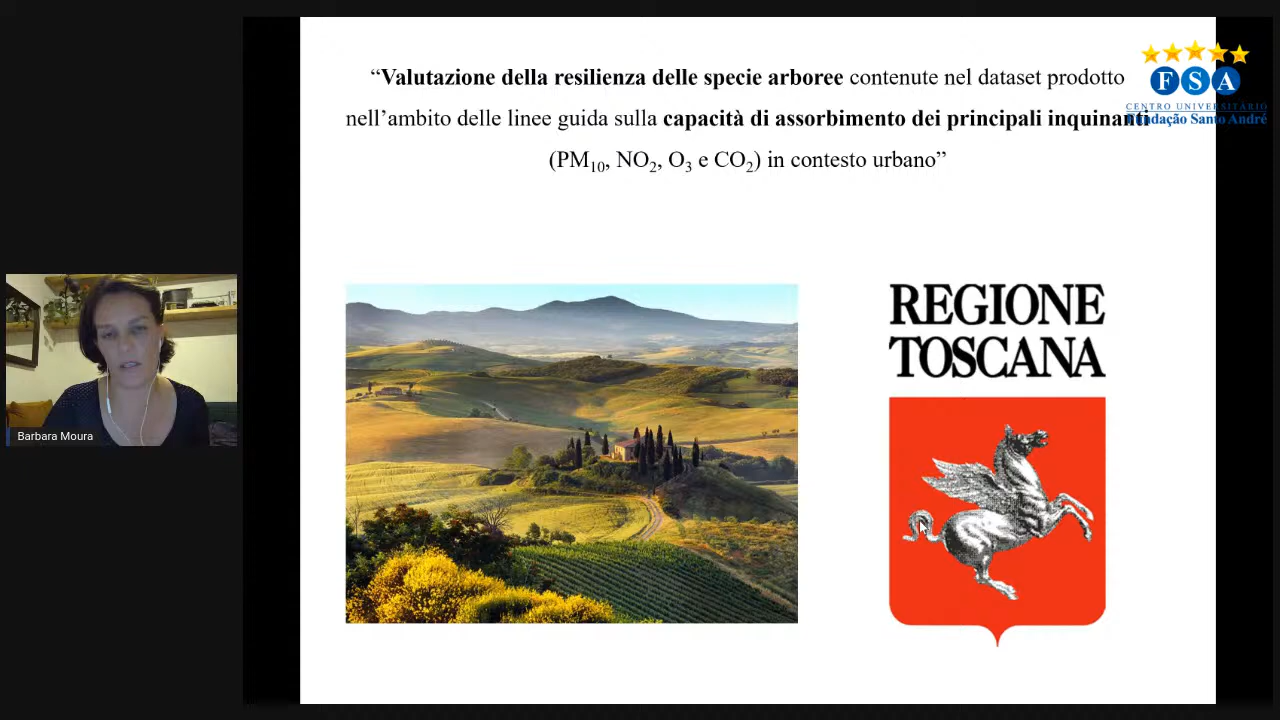 “Valutazione della resilienza delle specie arboree contenute nel dataset prodotto
nell’ambito delle linee guida sulla capacità di assorbimento dei principali inquinanti
(PM₁₀, NO₂, O₃ e CO₂) in contesto urbano”
FSA
CENTRO UNIVERSITÁRIO
Fundação Santo André
REGIONE
TOSCANA
Barbara Moura